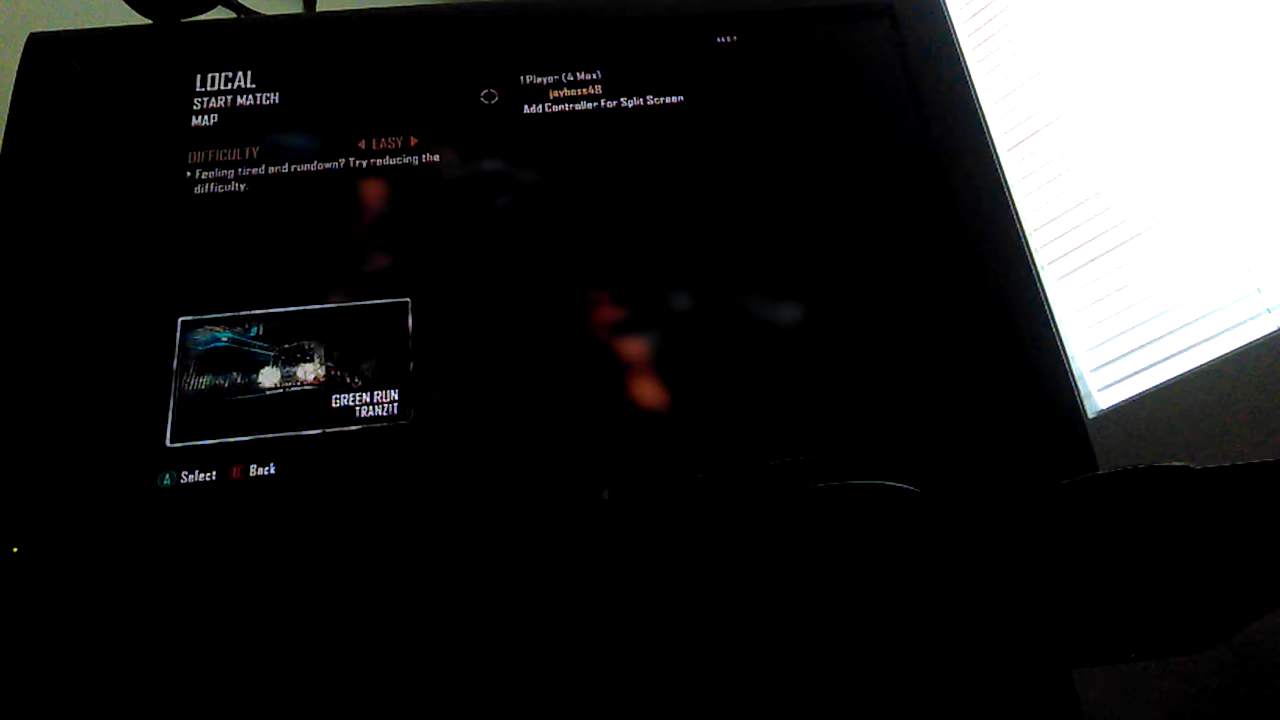 LOCAL
START MATCH
MAP
DIFFICULTY
EASY
Feeling tired and rundown? Try reducing the
difficulty.
1 Player (4 Max)
jayboss48
Add Controller For Split Screen
GREEN RUN
TRANZIT
A Select B Back